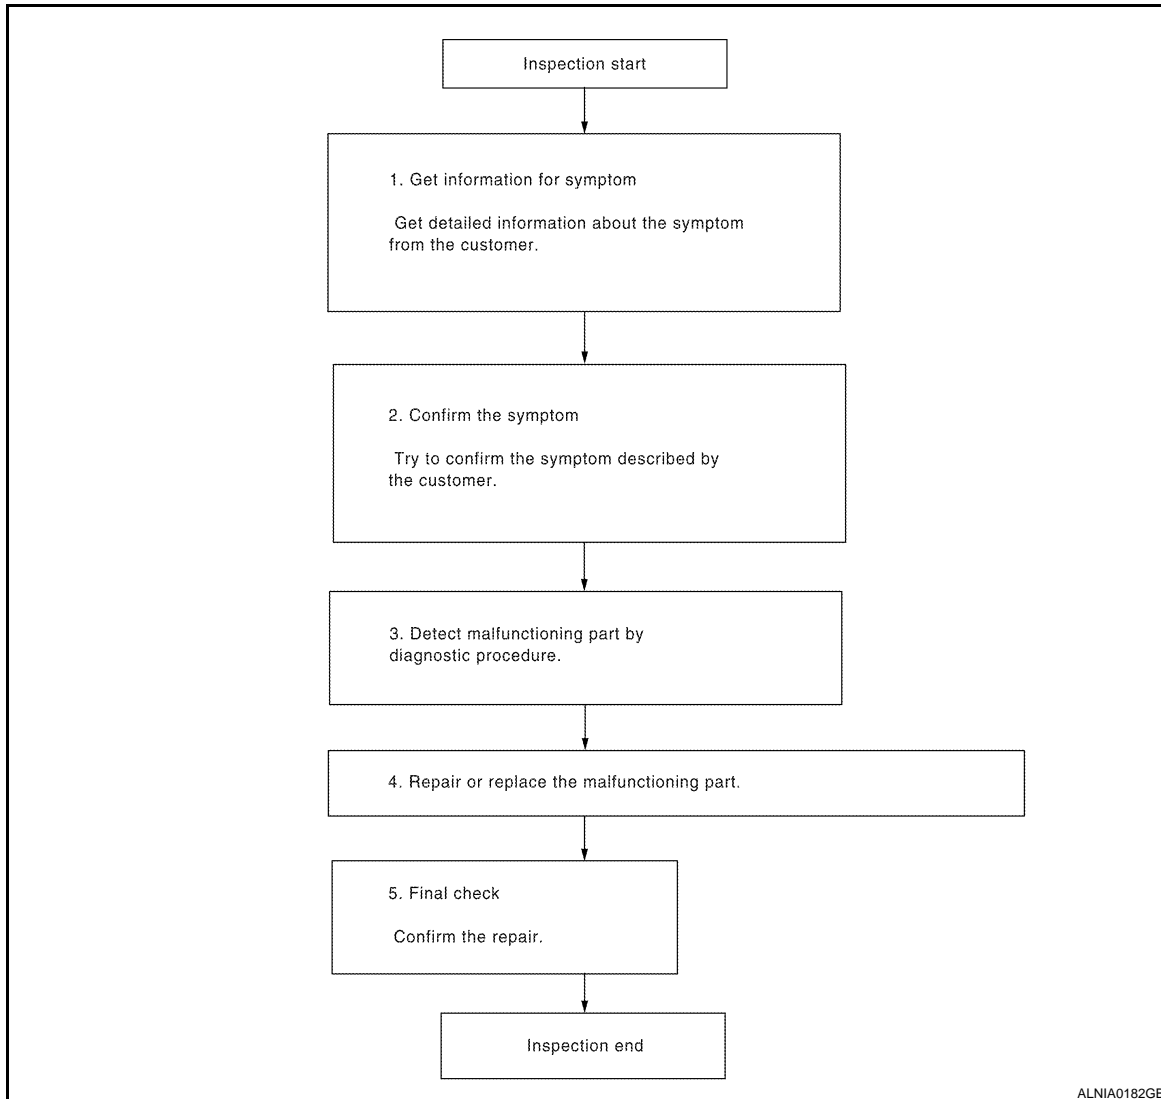 Inspection start
1. Get information for symptom
Get detailed information about the symptom
from the customer.
2. Confirm the symptom
Try to confirm the symptom described by
the customer.
3. Detect malfunctioning part by
diagnostic procedure.
4. Repair or replace the malfunctioning part.
5. Final check
Confirm the repair.
Inspection end
ALNIA0182GB